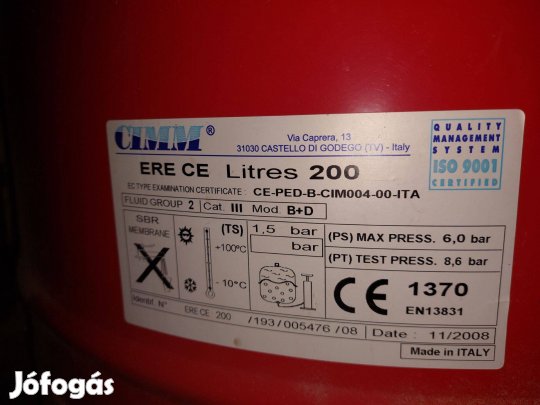 CIMM®
Via Caprera, 13
31030 CASTELLO DI GODEGO (TV) - Italy
QUALITY
MANAGEMENT
SYSTEM
ISO 9001
CERTIFIED
ERE CE Litres 200
EC TYPE EXAMINATION CERTIFICATE: CE-PED-B-CIM004-00-ITA
FLUID GROUP 2 Cat. III Mod. B+D
SBR
MEMBRANE
(TS)
+100°C
-10°C
1,5 bar
bar
(PS) MAX PRESS. 6,0 bar
(PT) TEST PRESS. 8,6 bar
CE 1370
EN13831
Identif. N° ERE CE 200 /193/005476/08 Date: 11/2008
Made in ITALY
Jófogás